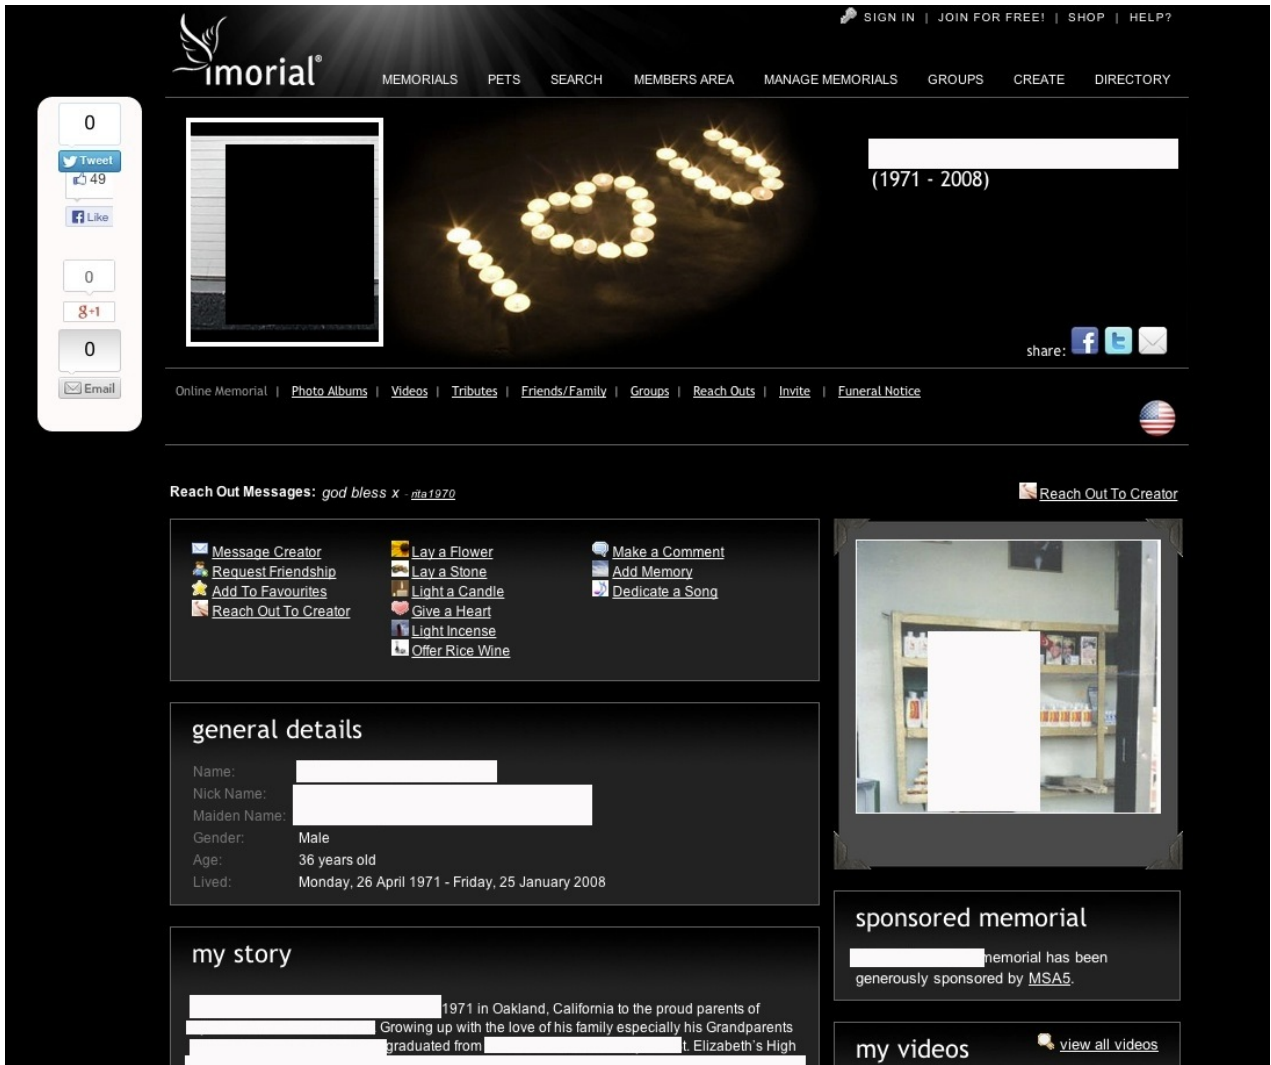 SIGN IN | JOIN FOR FREE! | SHOP | HELP?
imorial®
MEMORIALS PETS SEARCH MEMBERS AREA MANAGE MEMORIALS GROUPS CREATE DIRECTORY
0
Tweet
49
Like
0
g+1
0
Email
I U
(1971 - 2008)
share:
Online Memorial | Photo Albums | Videos | Tributes | Friends/Family | Groups | Reach Outs | Invite | Funeral Notice
Reach Out Messages: god bless x - rita1970
Reach Out To Creator
Message Creator
Request Friendship
Add To Favourites
Reach Out To Creator
Lay a Flower
Lay a Stone
Light a Candle
Give a Heart
Light Incense
Offer Rice Wine
Make a Comment
Add Memory
Dedicate a Song
general details
Name:
Nick Name:
Maiden Name:
Gender: Male
Age: 36 years old
Lived: Monday, 26 April 1971 - Friday, 25 January 2008
my story
1971 in Oakland, California to the proud parents of
Growing up with the love of his family especially his Grandparents
graduated from t. Elizabeth's High
sponsored memorial
memorial has been
generously sponsored by MSA5.
my videos
view all videos